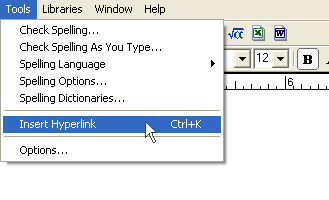 Tools Libraries Window Help
Check Spelling...
Check Spelling As You Type...
Spelling Language
Spelling Options...
Spelling Dictionaries...
Insert Hyperlink Ctrl+K
Options...
√α
12 B
6